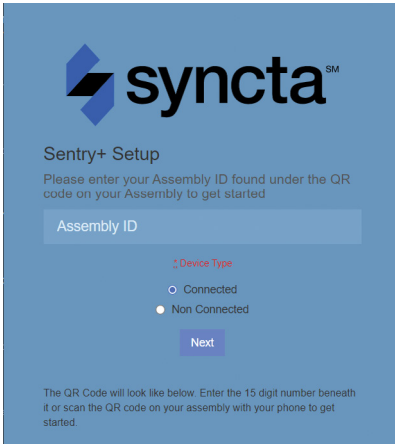 syncta℠
Sentry+ Setup
Please enter your Assembly ID found under the QR
code on your Assembly to get started
Assembly ID
* Device Type
Connected
Non Connected
Next
The QR Code will look like below. Enter the 15 digit number beneath
it or scan the QR code on your assembly with your phone to get
started.